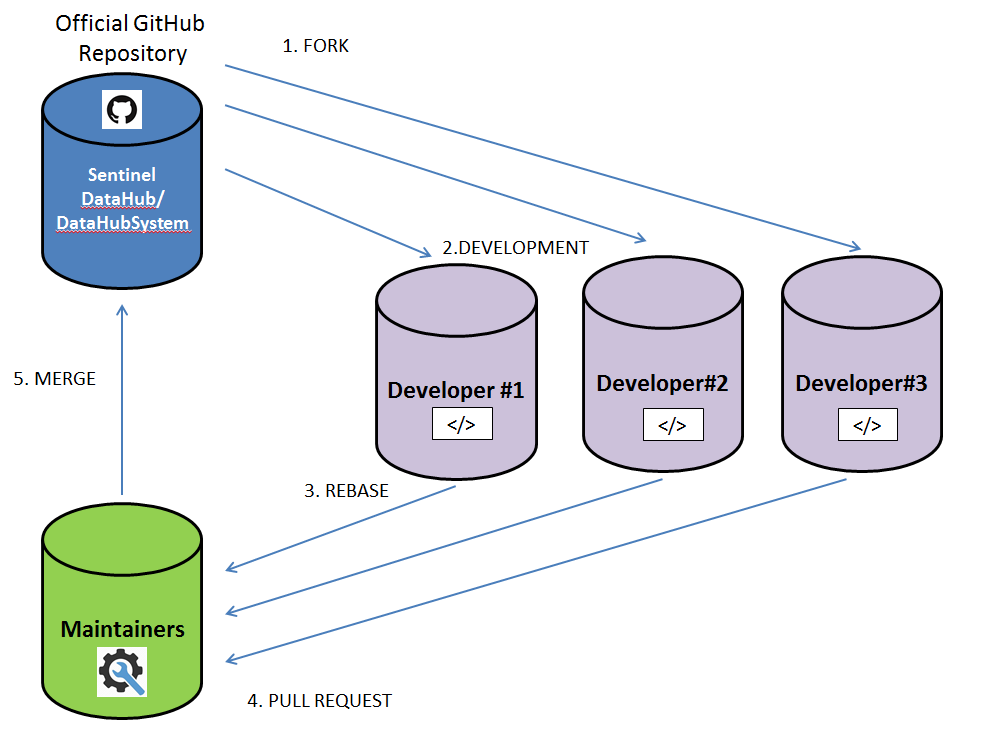 Official GitHub
Repository
1. FORK
Sentinel
DataHub/
DataHubSystem
2.DEVELOPMENT
5. MERGE
Developer #1
</>
Developer#2
</>
Developer#3
</>
3. REBASE
Maintainers
4. PULL REQUEST